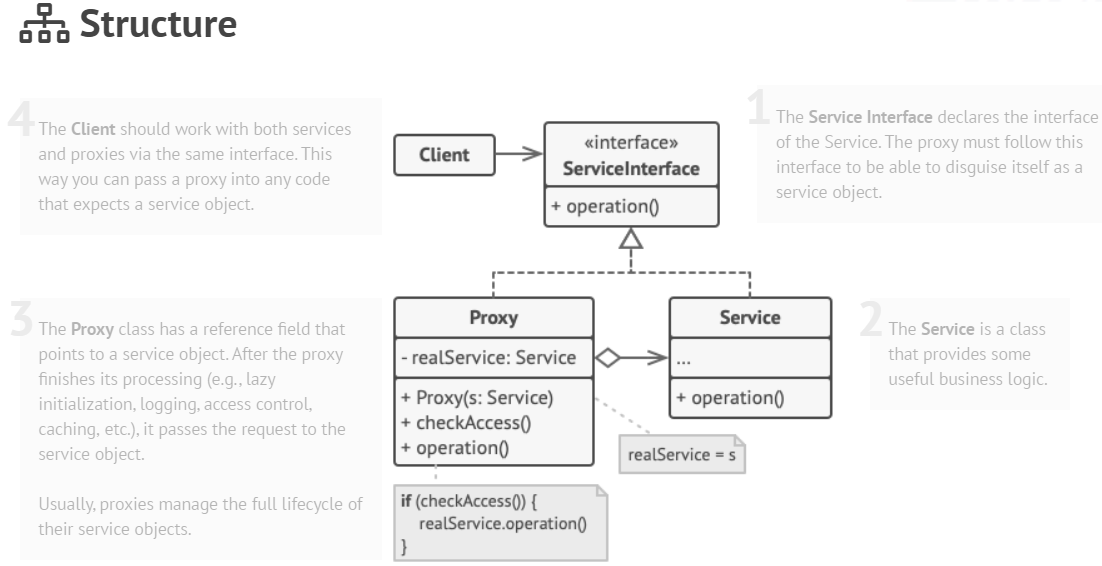 Structure
4
The Client should work with both services
and proxies via the same interface. This
way you can pass a proxy into any code
that expects a service object.
Client
«interface»
ServiceInterface
+ operation()
1
The Service Interface declares the interface
of the Service. The proxy must follow this
interface to be able to disguise itself as a
service object.
3
The Proxy class has a reference field that
points to a service object. After the proxy
finishes its processing (e.g., lazy
initialization, logging, access control,
caching, etc.), it passes the request to the
service object.
Usually, proxies manage the full lifecycle of
their service objects.
Proxy
- realService: Service
+ Proxy(s: Service)
+ checkAccess()
+ operation()
Service
...
+ operation()
2
The Service is a class
that provides some
useful business logic.
realService = s
if (checkAccess()) {
realService.operation()
}